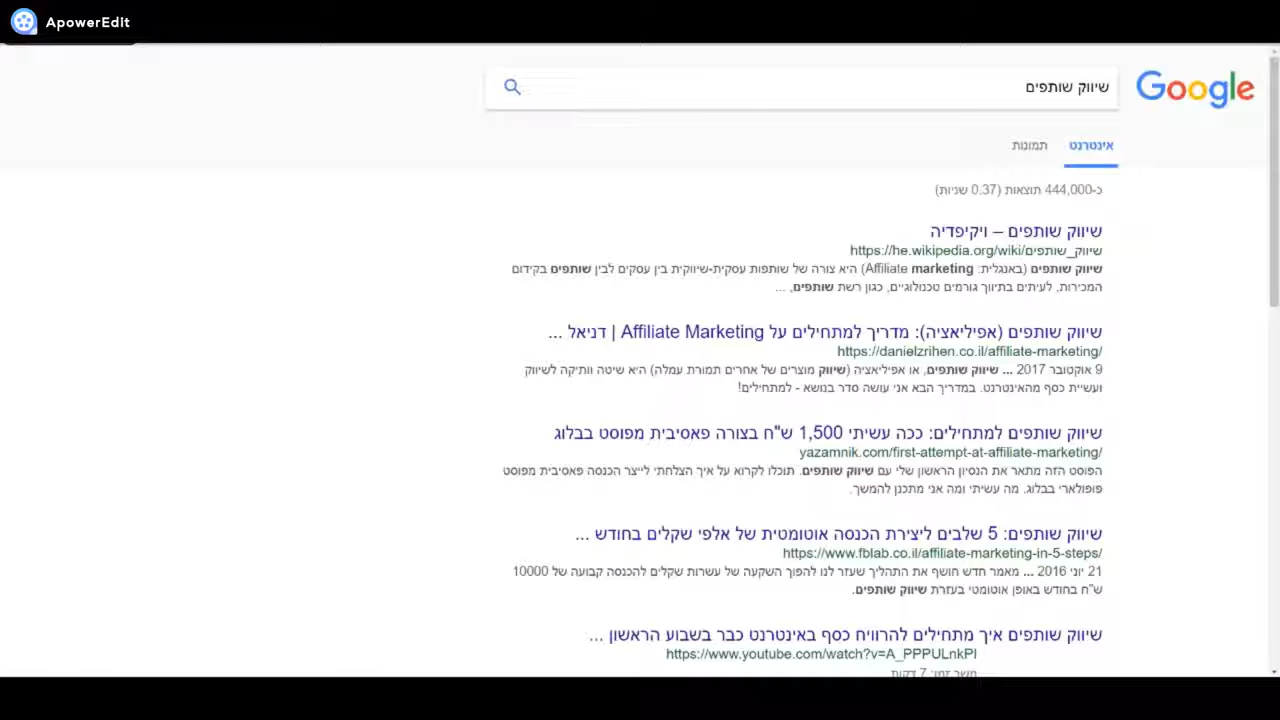 ApowerEdit
שיווק שותפים
Google
אינטרנט תמונות
כ-444,000 תוצאות (0.37 שניות)
שיווק שותפים – ויקיפדיה
https://he.wikipedia.org/wiki/שיווק_שותפים
שיווק שותפים (באנגלית: Affiliate marketing) היא צורה של שותפות עסקית-שיווקית בין עסקים לבין שותפים בקידום
המכירות, לעיתים בתיווך גורמים טכנולוגיים, כגון רשת שותפים, ...
שיווק שותפים (אפיליאציה): מדריך למתחילים על Affiliate Marketing | דניאל ...
https://danielzrihen.co.il/affiliate-marketing/
9 אוקטובר 2017 ... שיווק שותפים, או אפיליאציה (שיווק מוצרים של אחרים תמורת עמלה) היא שיטה וותיקה לשיווק
ועשיית כסף מהאינטרנט. במדריך הבא אני עושה סדר בנושא - למתחילים!
שיווק שותפים למתחילים: ככה עשיתי 1,500 ש"ח בצורה פאסיבית מפוסט בבלוג
yazamnik.com/first-attempt-at-affiliate-marketing/
הפוסט הזה מתאר את הנסיון הראשון שלי עם שיווק שותפים. תוכלו לקרוא על איך הצלחתי לייצר הכנסה פאסיבית מפוסט
פופולארי בבלוג. מה עשיתי ומה אני מתכנן להמשך.
שיווק שותפים: 5 שלבים ליצירת הכנסה אוטומטית של אלפי שקלים בחודש ...
https://www.fblab.co.il/affiliate-marketing-in-5-steps/
21 יוני 2016 ... מאמר חדש חושף את התהליך שעזר לנו להפוך השקעה של עשרות שקלים להכנסה קבועה של 10000
ש"ח בחודש באופן אוטומטי בעזרת שיווק שותפים.
שיווק שותפים איך מתחילים להרוויח כסף באינטרנט כבר בשבוע הראשון ...
https://www.youtube.com/watch?v=A_PPPULnkPI
משך זמן: 7 דקות